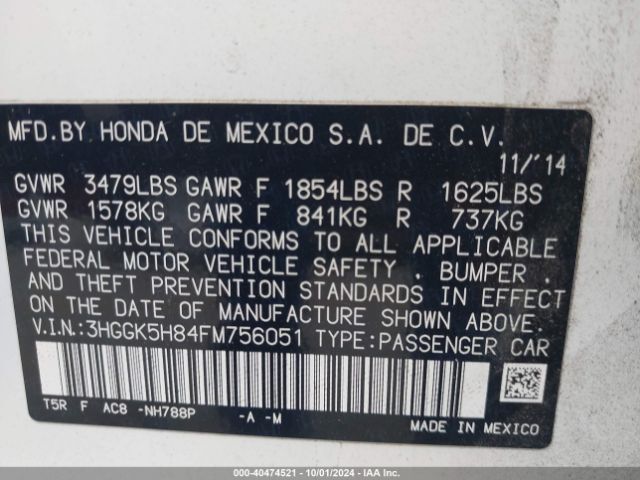 MFD.BY HONDA DE MEXICO S.A. DE C.V.
11/'14
GVWR 3479LBS GAWR F 1854LBS R 1625LBS
GVWR 1578KG GAWR F 841KG R 737KG
THIS VEHICLE CONFORMS TO ALL APPLICABLE
FEDERAL MOTOR VEHICLE SAFETY , BUMPER ,
AND THEFT PREVENTION STANDARDS IN EFFECT
ON THE DATE OF MANUFACTURE SHOWN ABOVE.
V.IN.:3HGGK5H84FM756051 TYPE:PASSENGER CAR
T5R F AC8 -NH788P -A -M
MADE IN MEXICO
000-40474521 - 10/01/2024 - IAA Inc.